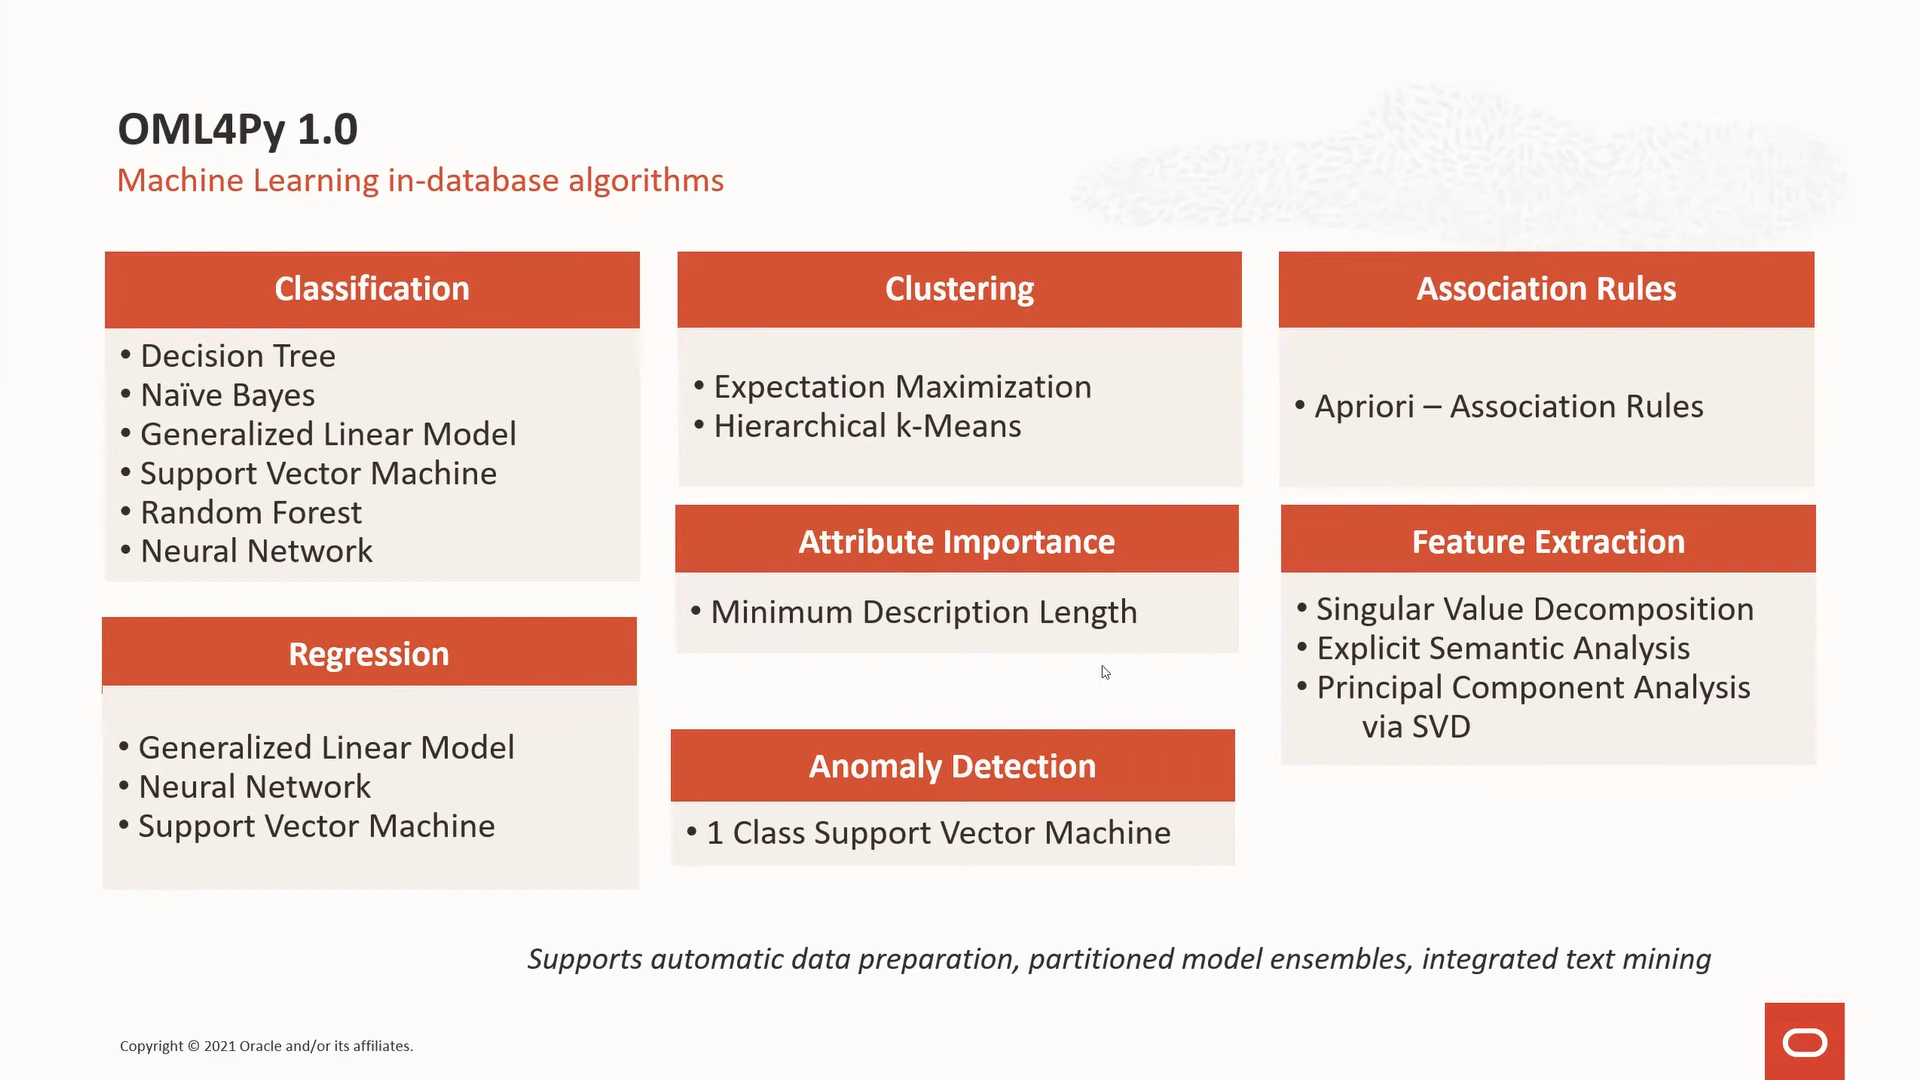 OML4Py 1.0
Machine Learning in-database algorithms
Classification
• Decision Tree
• Naïve Bayes
• Generalized Linear Model
• Support Vector Machine
• Random Forest
• Neural Network
Regression
• Generalized Linear Model
• Neural Network
• Support Vector Machine
Clustering
• Expectation Maximization
• Hierarchical k-Means
Attribute Importance
• Minimum Description Length
Anomaly Detection
• 1 Class Support Vector Machine
Association Rules
• Apriori – Association Rules
Feature Extraction
• Singular Value Decomposition
• Explicit Semantic Analysis
• Principal Component Analysis
via SVD
Supports automatic data preparation, partitioned model ensembles, integrated text mining
Copyright © 2021 Oracle and/or its affiliates.